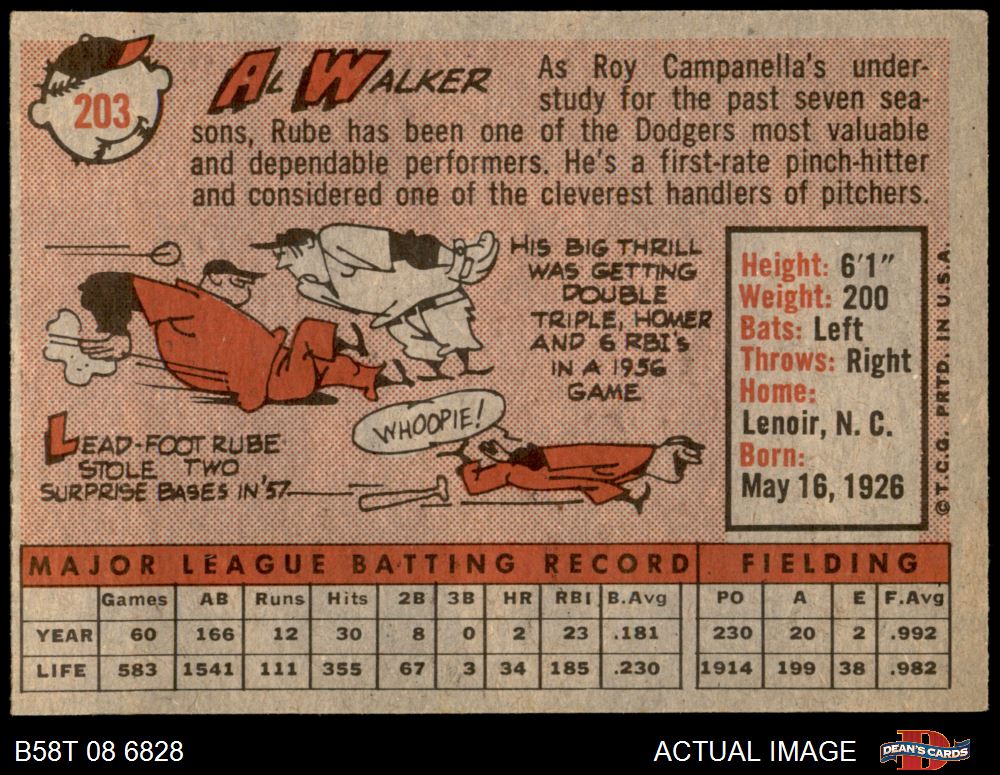 203
AL WALKER
As Roy Campanella's under-
study for the past seven sea-
sons, Rube has been one of the Dodgers most valuable
and dependable performers. He's a first-rate pinch-hitter
and considered one of the cleverest handlers of pitchers.
HIS BIG THRILL
WAS GETTING
DOUBLE
TRIPLE, HOMER
AND 6 RBI's
IN A 1956
GAME
WHOOPIE!
LEAD-FOOT RUBE
STOLE TWO
SURPRISE BASES IN '57
Height: 6'1"
Weight: 200
Bats: Left
Throws: Right
Home:
Lenoir, N. C.
Born:
May 16, 1926
© T.C.G. PRTD. IN U.S.A.
MAJOR LEAGUE BATTING RECORD FIELDING
Games AB Runs Hits 2B 3B HR RBI B.Avg PO A E F.Avg
YEAR 60 166 12 30 8 0 2 23 .181 230 20 2 .992
LIFE 583 1541 111 355 67 3 34 185 .230 1914 199 38 .982
B58T 08 6828 ACTUAL IMAGE DEAN'S CARDS